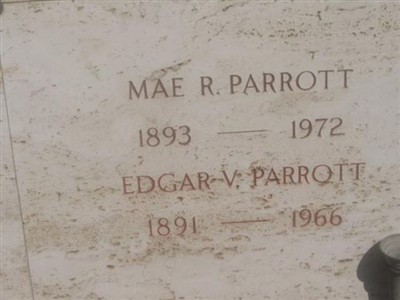 MAE R. PARROTT
1893 — 1972
EDGAR V. PARROTT
1891 — 1966